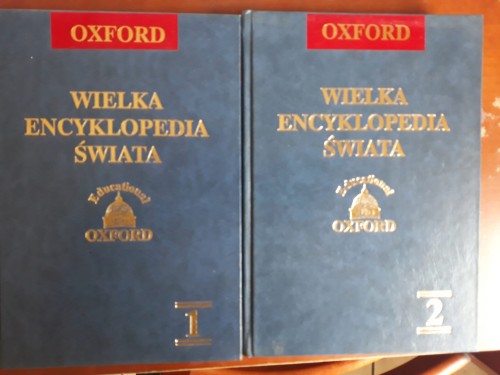 OXFORD
WIELKA
ENCYKLOPEDIA
ŚWIATA
Educational
OXFORD
1
OXFORD
WIELKA
ENCYKLOPEDIA
ŚWIATA
Educational
OXFORD
2